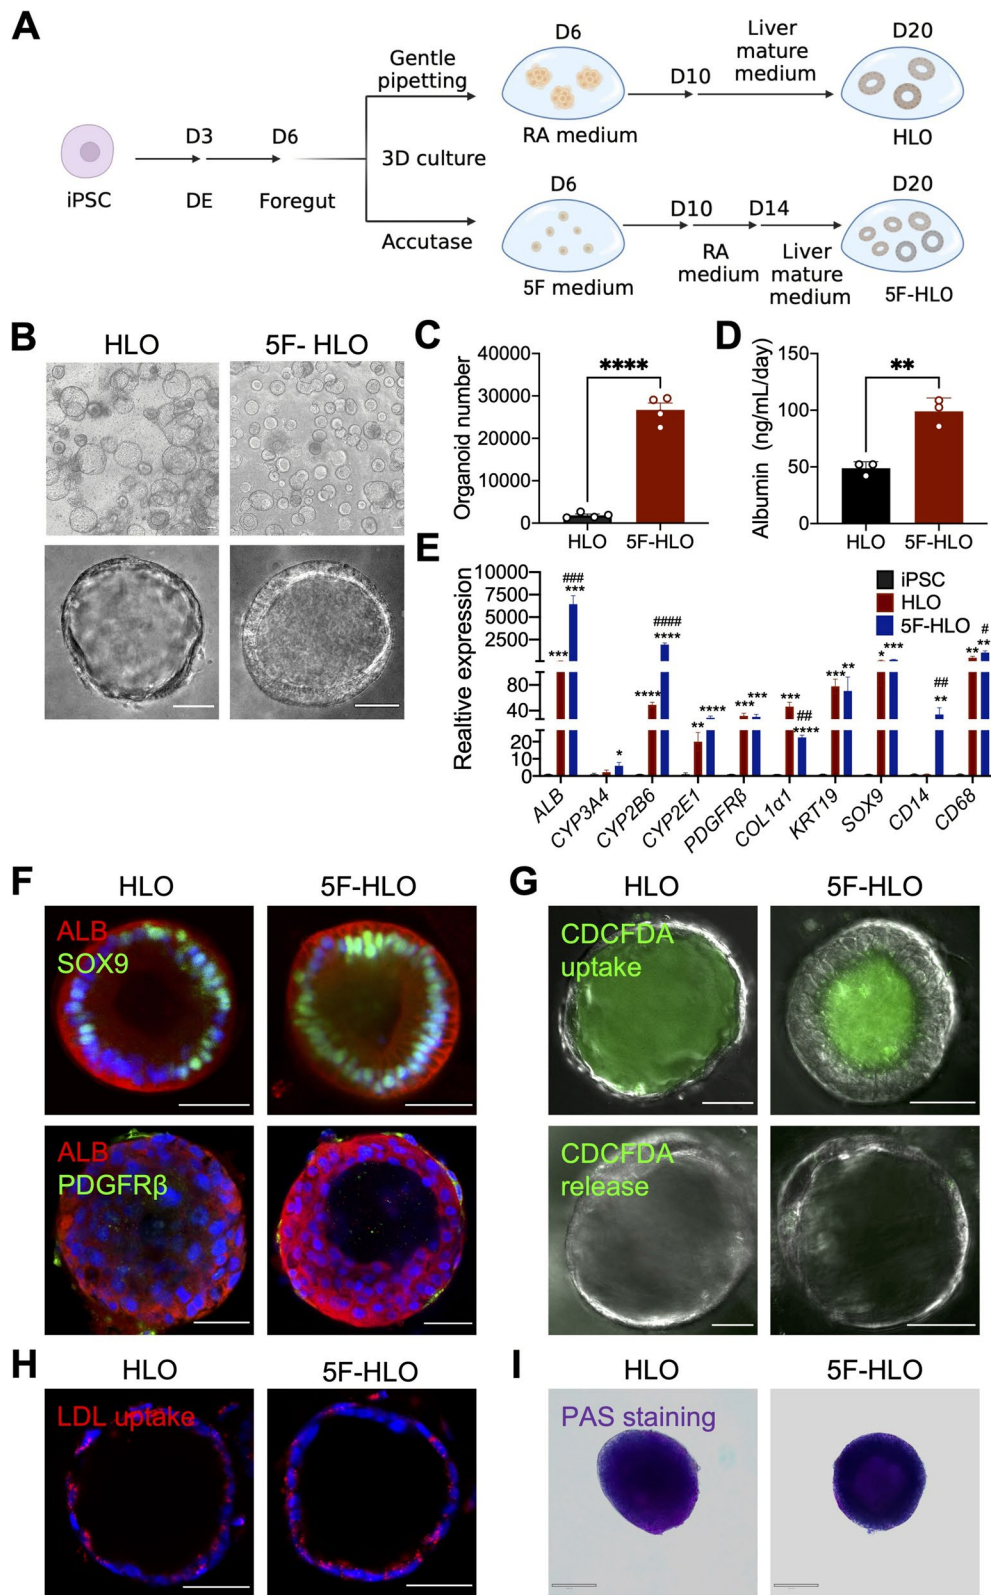 A
iPSC
D3
DE
D6
Foregut
Gentle
pipetting
3D culture
Accutase
D6
RA medium
D10
Liver
mature
medium
D20
HLO
D6
5F medium
D10
RA
medium
D14
Liver
mature
medium
D20
5F-HLO
B
HLO
5F- HLO
C
Organoid number
40000
30000
20000
10000
0
****
HLO
5F-HLO
D
Albumin (ng/mL/day)
150
100
50
0
**
HLO
5F-HLO
E
Realtive expression
10000
7500
5000
2500
80
40
20
10
0
iPSC
HLO
5F-HLO
***
###
***
*
****
####
****
**
****
***
***
***
##
****
***
**
*
***
##
**
**
#
**
ALB
CYP3A4
CYP2B6
CYP2E1
PDGFRβ
COL1α1
KRT19
SOX9
CD14
CD68
F
HLO
5F-HLO
ALB
SOX9
ALB
PDGFRβ
G
HLO
5F-HLO
CDCFDA
uptake
CDCFDA
release
H
HLO
5F-HLO
LDL uptake
I
HLO
5F-HLO
PAS staining